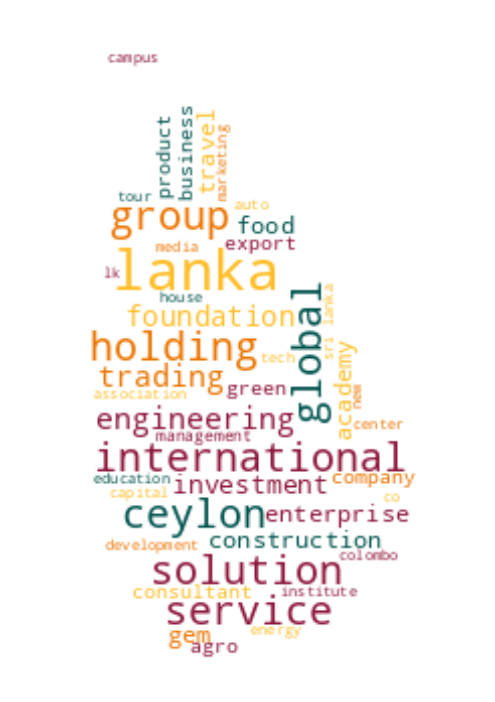 campus
product
business
travel
marketing
tour
auto
group
food
export
media
lanka
lk
house
foundation
global
sri lanka
holding
tech
trading
green
academy
new
association
engineering
center
management
international
education
investment
company
capital
co
ceylon
enterprise
construction
development
colombo
solution
consultant
institute
service
energy
gem
agro